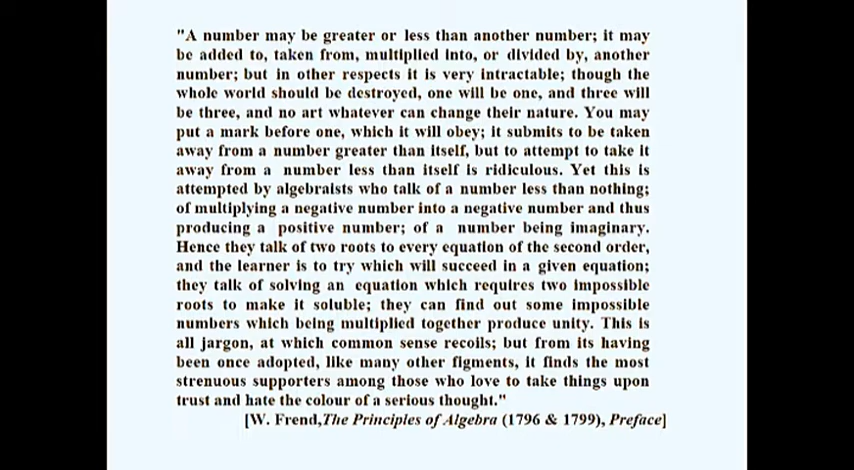 "A number may be greater or less than another number; it may
be added to, taken from, multiplied into, or divided by, another
number; but in other respects it is very intractable; though the
whole world should be destroyed, one will be one, and three will
be three, and no art whatever can change their nature. You may
put a mark before one, which it will obey; it submits to be taken
away from a number greater than itself, but to attempt to take it
away from a number less than itself is ridiculous. Yet this is
attempted by algebraists who talk of a number less than nothing;
of multiplying a negative number into a negative number and thus
producing a positive number; of a number being imaginary.
Hence they talk of two roots to every equation of the second order,
and the learner is to try which will succeed in a given equation;
they talk of solving an equation which requires two impossible
roots to make it soluble; they can find out some impossible
numbers which being multiplied together produce unity. This is
all jargon, at which common sense recoils; but from its having
been once adopted, like many other figments, it finds the most
strenuous supporters among those who love to take things upon
trust and hate the colour of a serious thought."
[W. Frend,The Principles of Algebra (1796 & 1799), Preface]